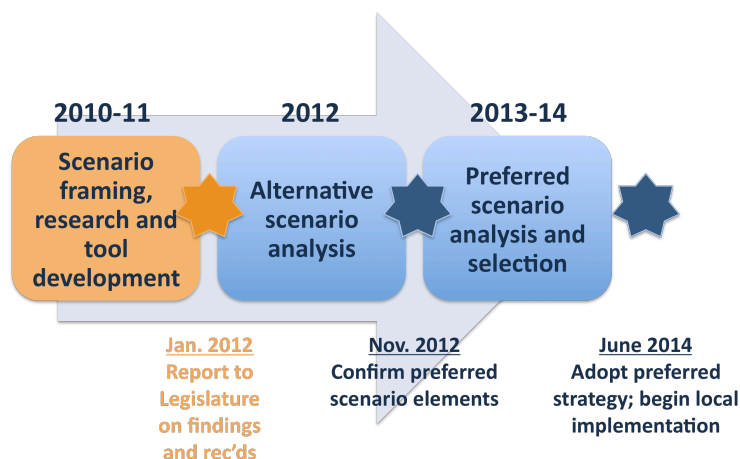 2010-11
2012
2013-14
Scenario
framing,
research and
tool
development
Alternative
scenario
analysis
Preferred
scenario
analysis and
selection
Jan. 2012
Report to
Legislature
on findings
and rec'ds
Nov. 2012
Confirm preferred
scenario elements
June 2014
Adopt preferred
strategy; begin local
implementation